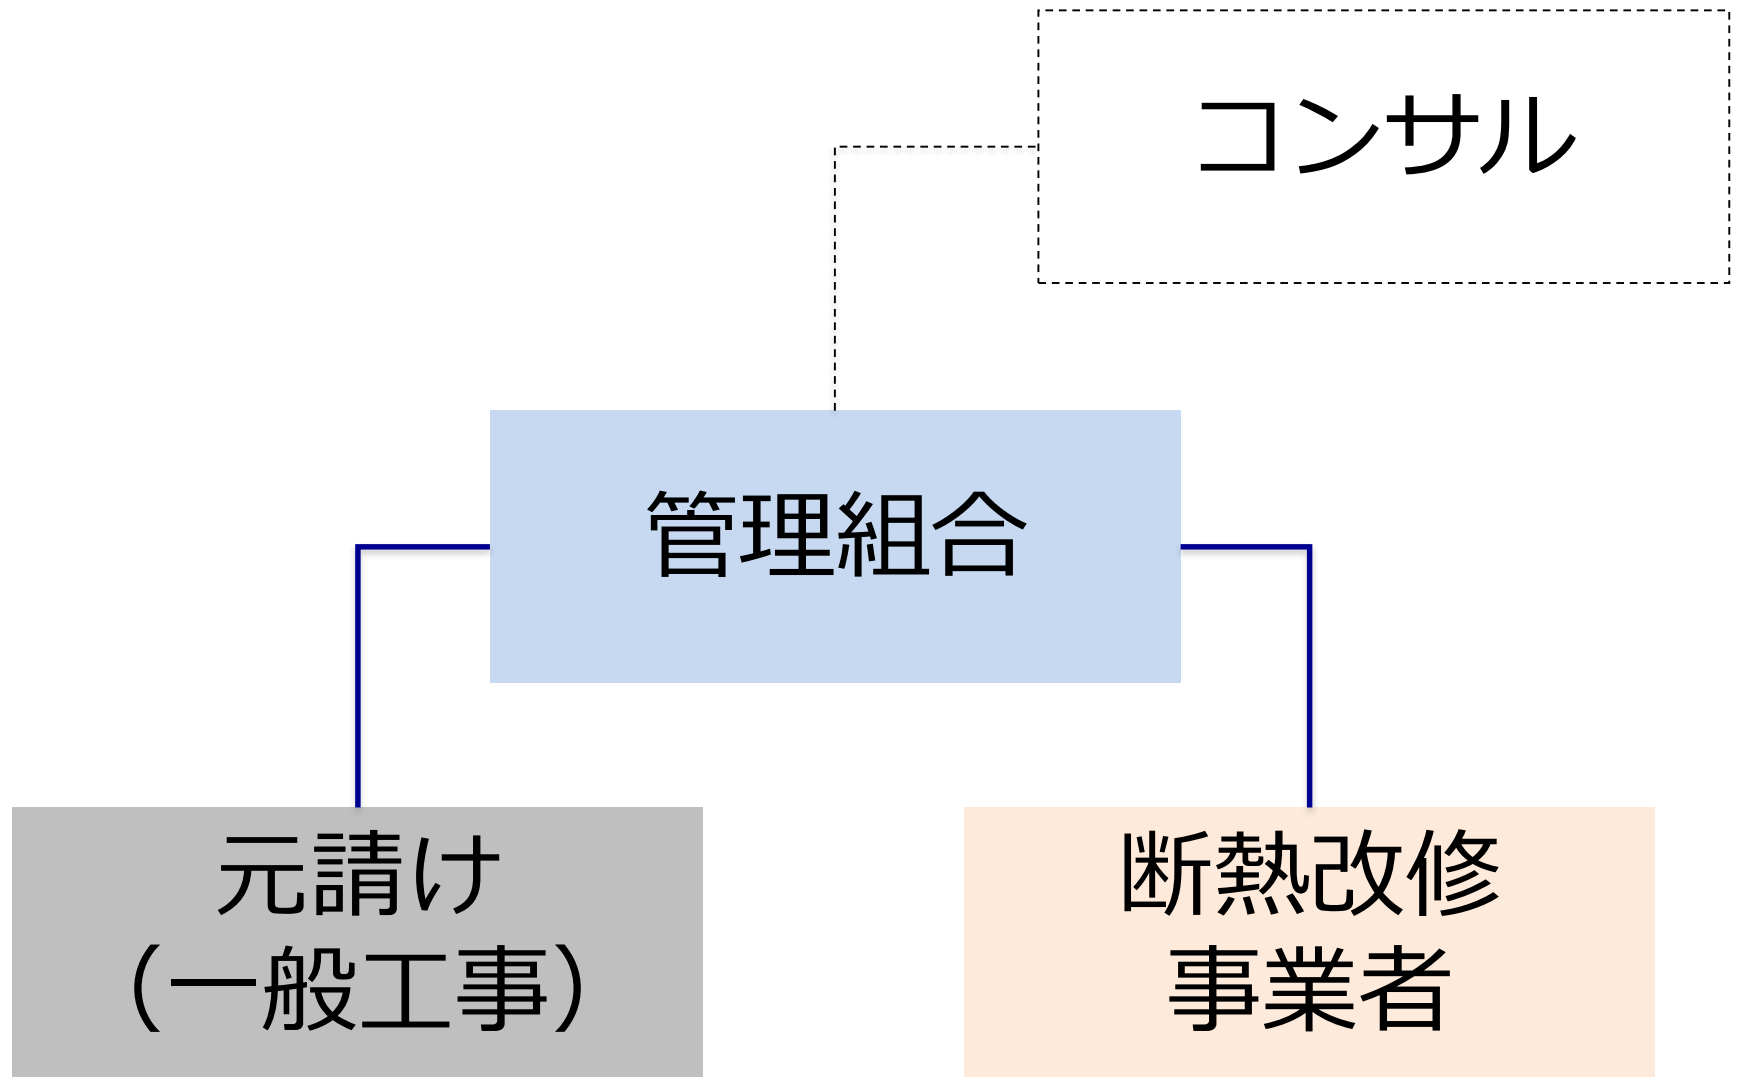 コンサル
管理組合
元請け
（一般工事）
断熱改修
事業者